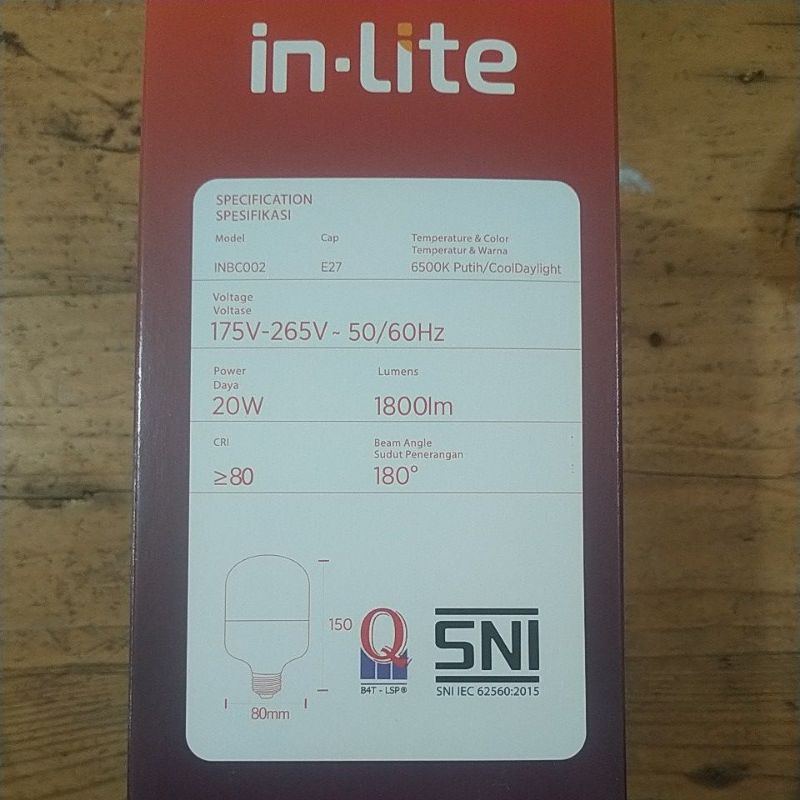 in·lite
SPECIFICATION
SPESIFIKASI
Model
Cap
Temperature & Color
Temperatur & Warna
INBC002
E27
6500K Putih/CoolDaylight
Voltage
Voltase
175V-265V ~ 50/60Hz
Power
Daya
Lumens
20W
1800lm
CRI
Beam Angle
Sudut Penerangan
≥80
180°
150
80mm
Q
B4T - LSP®
SNI
SNI IEC 62560:2015